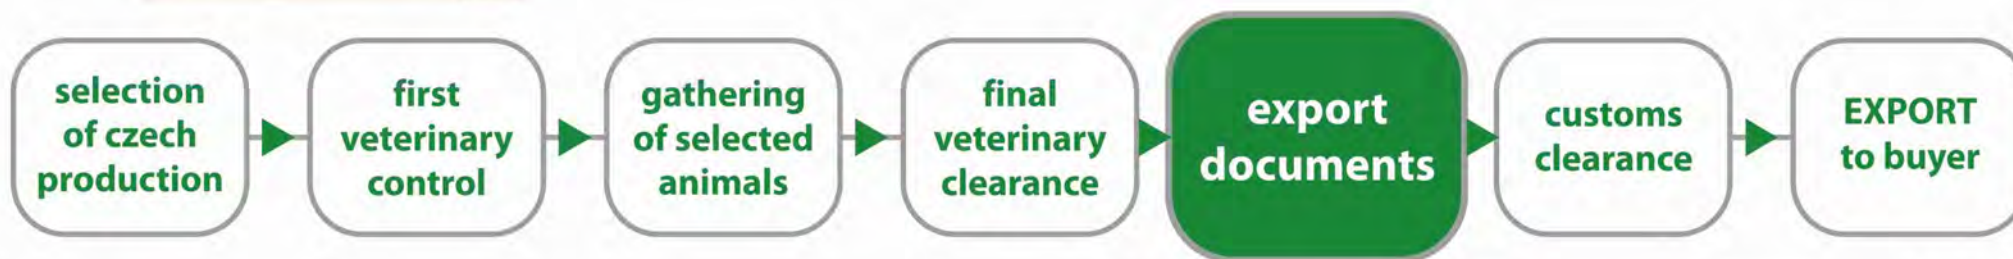 selection
of czech
production
first
veterinary
control
gathering
of selected
animals
final
veterinary
clearance
export
documents
customs
clearance
EXPORT
to buyer